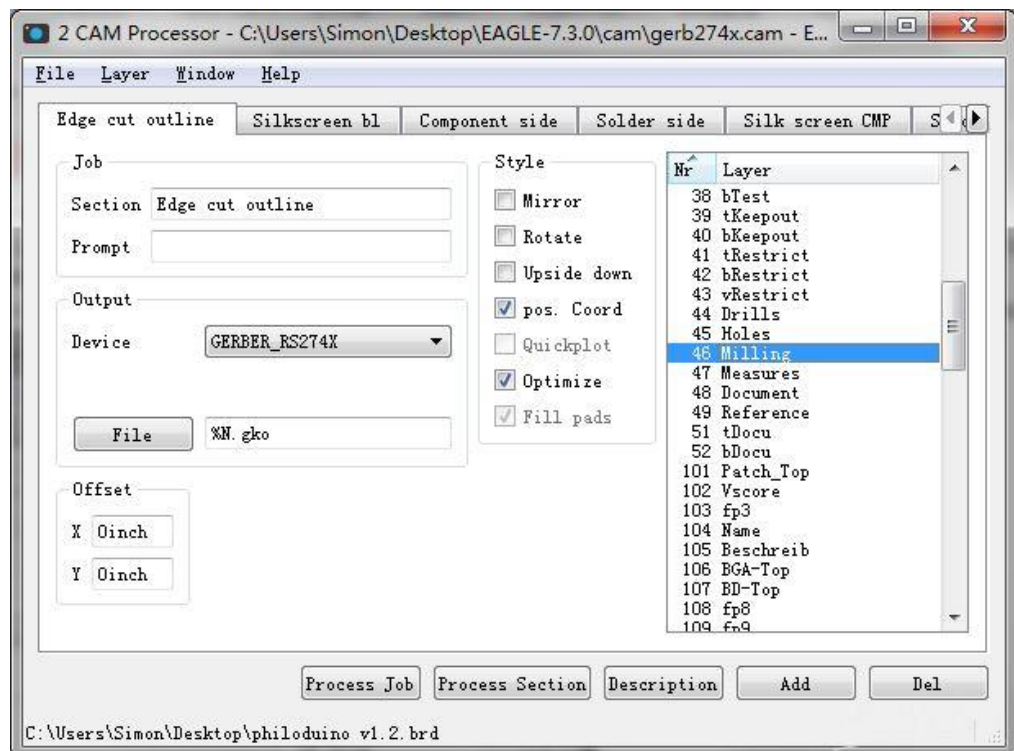 2 CAM Processor - C:\Users\Simon\Desktop\EAGLE-7.3.0\cam\gerb274x.cam - E...
File Layer Window Help
Edge cut outline Silkscreen bl Component side Solder side Silk screen CMP
Job
Section Edge cut outline
Prompt
Output
Device GERBER_RS274X
File %N.gko
Offset
X 0inch
Y 0inch
Style
Mirror
Rotate
Upside down
pos. Coord
Quickplot
Optimize
Fill pads
Nr Layer
38 bTest
39 tKeepout
40 bKeepout
41 tRestrict
42 bRestrict
43 vRestrict
44 Drills
45 Holes
46 Milling
47 Measures
48 Document
49 Reference
51 tDocu
52 bDocu
101 Patch_Top
102 Vscore
103 fp3
104 Name
105 Beschreib
106 BGA-Top
107 BD-Top
108 fp8
109 fp9
Process Job Process Section Description Add Del
C:\Users\Simon\Desktop\philoduino v1.2.brd